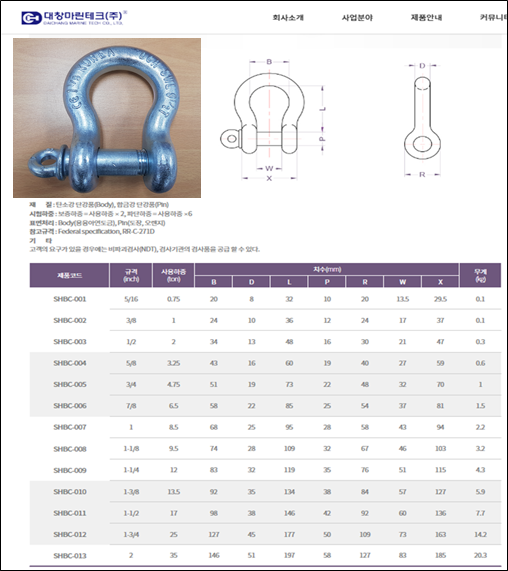 대창마린테크(주)®
DAECHANG MARINE TECH CO., LTD.
회사소개 사업분야 제품안내 커뮤니티
B
L
P
W
X
D
R
재 질 : 탄소강 단강품(Body), 합금강 단강품(Pin)
시험하중 : 보증하중 = 사용하중 × 2, 파단하중 = 사용하중 ×6
표면처리 : Body(용융아연도금), Pin(도장, 오렌지)
참고규격 : Federal specification, RR-C-271D
기 타
고객의 요구가 있을 경우에는 비파괴검사(NDT), 검사기관의 검사품을 공급 할 수 있다.
제품코드 규격 (inch) 사용하중 (ton) 치수(mm) 무게 (kg)
B D L P R W X
SHBC-001 5/16 0.75 20 8 32 10 20 13.5 29.5 0.1
SHBC-002 3/8 1 24 10 36 12 24 17 37 0.1
SHBC-003 1/2 2 34 13 48 16 30 21 47 0.3
SHBC-004 5/8 3.25 43 16 60 19 40 27 59 0.6
SHBC-005 3/4 4.75 51 19 73 22 48 32 70 1
SHBC-006 7/8 6.5 58 22 85 25 54 37 81 1.5
SHBC-007 1 8.5 68 25 95 28 58 43 94 2.2
SHBC-008 1-1/8 9.5 74 28 109 32 67 46 103 3.2
SHBC-009 1-1/4 12 83 32 119 35 76 51 115 4.3
SHBC-010 1-3/8 13.5 92 35 134 38 84 57 127 5.9
SHBC-011 1-1/2 17 98 38 146 42 92 60 136 7.7
SHBC-012 1-3/4 25 127 45 177 50 109 73 163 14.2
SHBC-013 2 35 146 51 197 58 127 83 185 20.3